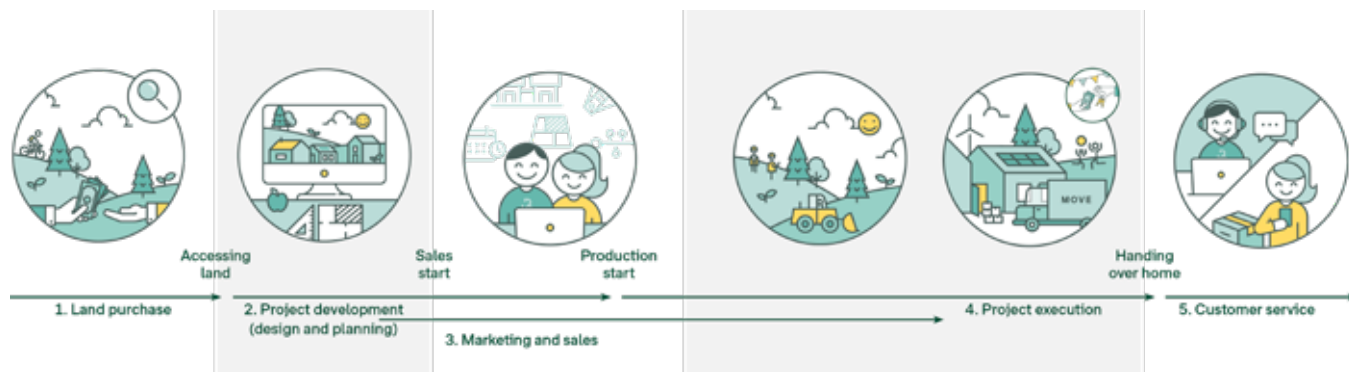 MOVE
Accessing
land
Sales
start
Production
start
Handing
over home
1. Land purchase
2. Project development
(design and planning)
3. Marketing and sales
4. Project execution
5. Customer service